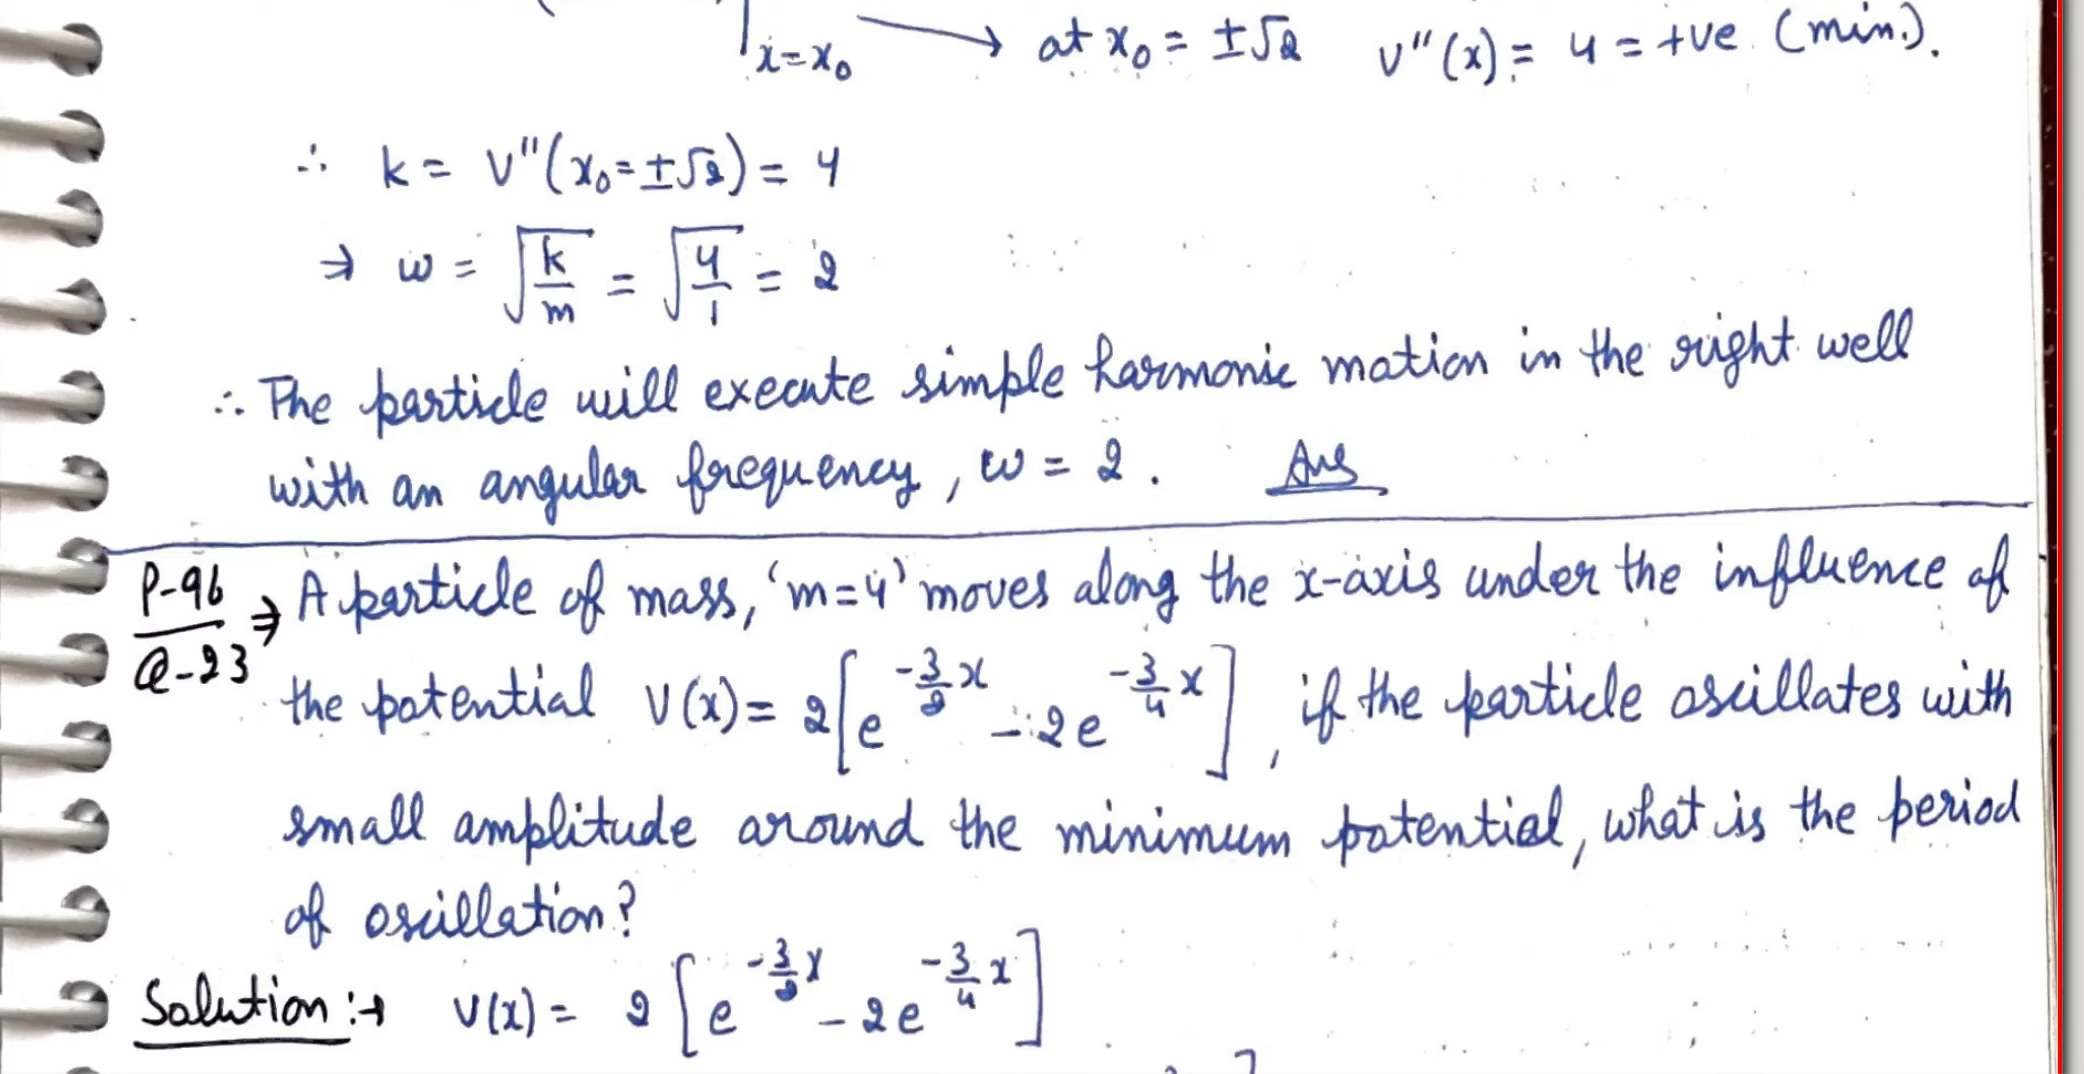 x=x₀ → at x₀ = ±√2 V"(x) = 4 = +ve (min.).
∴ k = V"(x₀=±√2) = 4
⇒ ω = √(k/m) = √(4/1) = 2
∴ The particle will execute simple harmonic motion in the right well
with an angular frequency, ω = 2. Ans
P-96 ⇒ A particle of mass, 'm=4' moves along the x-axis under the influence of
Q-23 the potential V(x) = 2[e^(-3/2 x) - 2e^(-3/4 x)], if the particle oscillates with
small amplitude around the minimum potential, what is the period
of oscillation?
Solution :→ V(x) = 2[e^(-3/2 x) - 2e^(-3/4 x)]